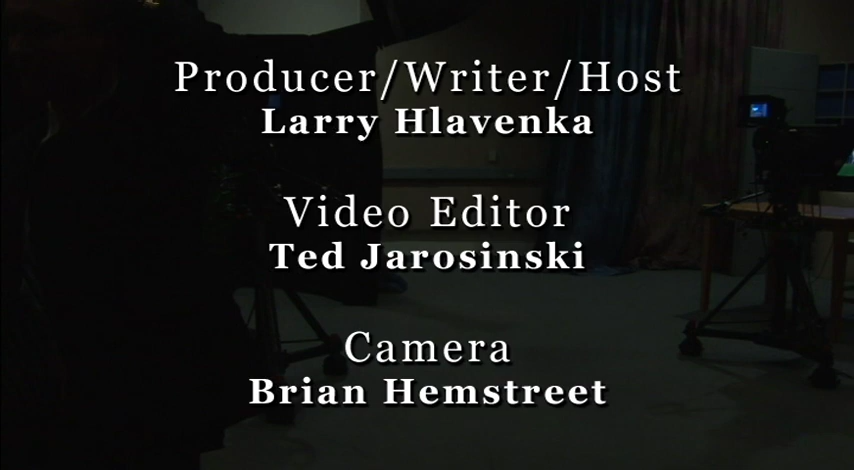 Producer/Writer/Host
Larry Hlavenka
Video Editor
Ted Jarosinski
Camera
Brian Hemstreet